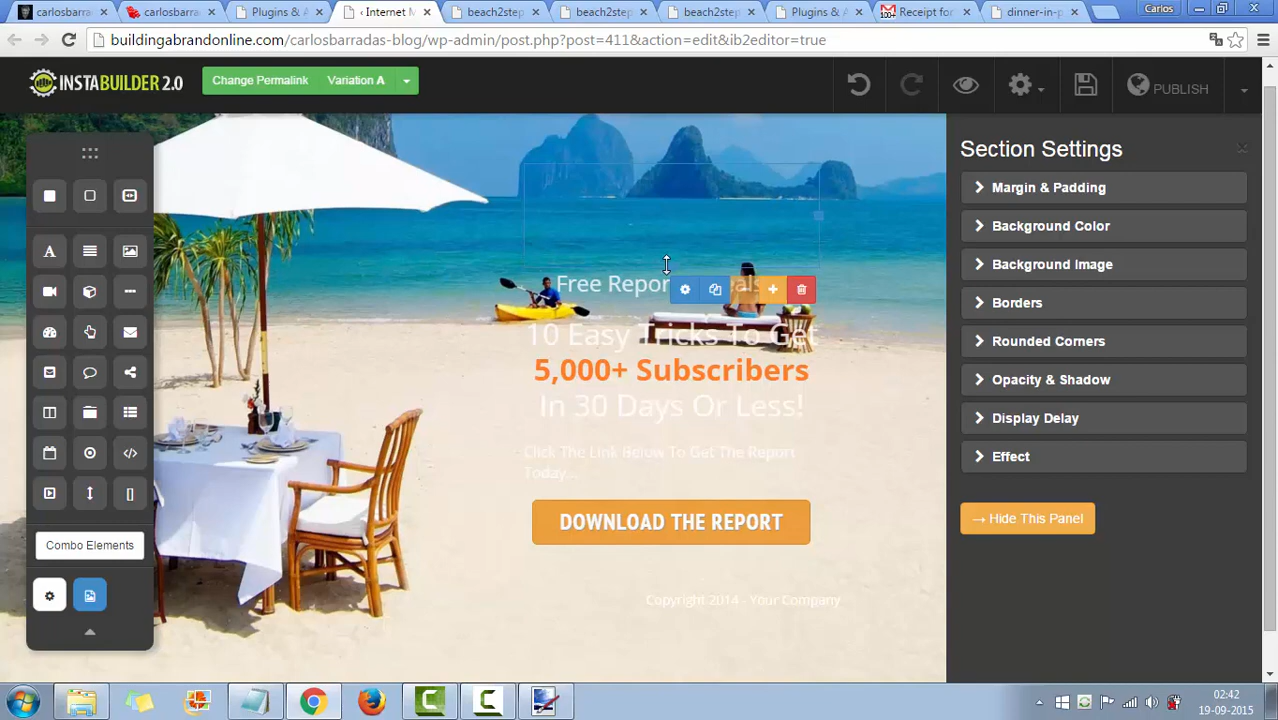 carlosbarrada
carlosbarrada
Plugins & A
‹ Internet M
beach2step
beach2step
beach2step
Plugins & A
Receipt for
dinner-in-p
Carlos
buildingabrandonline.com/carlosbarradas-blog/wp-admin/post.php?post=411&action=edit&ib2editor=true
INSTABUILDER 2.0
Change Permalink
Variation A
PUBLISH
Section Settings
Margin & Padding
Background Color
Background Image
Borders
Rounded Corners
Opacity & Shadow
Display Delay
Effect
→ Hide This Panel
Free Repor
10 Easy Tricks To Get
5,000+ Subscribers
In 30 Days Or Less!
Click The Link Below To Get The Report
Today...
DOWNLOAD THE REPORT
Copyright 2014 - Your Company
Combo Elements
02:42
19-09-2015